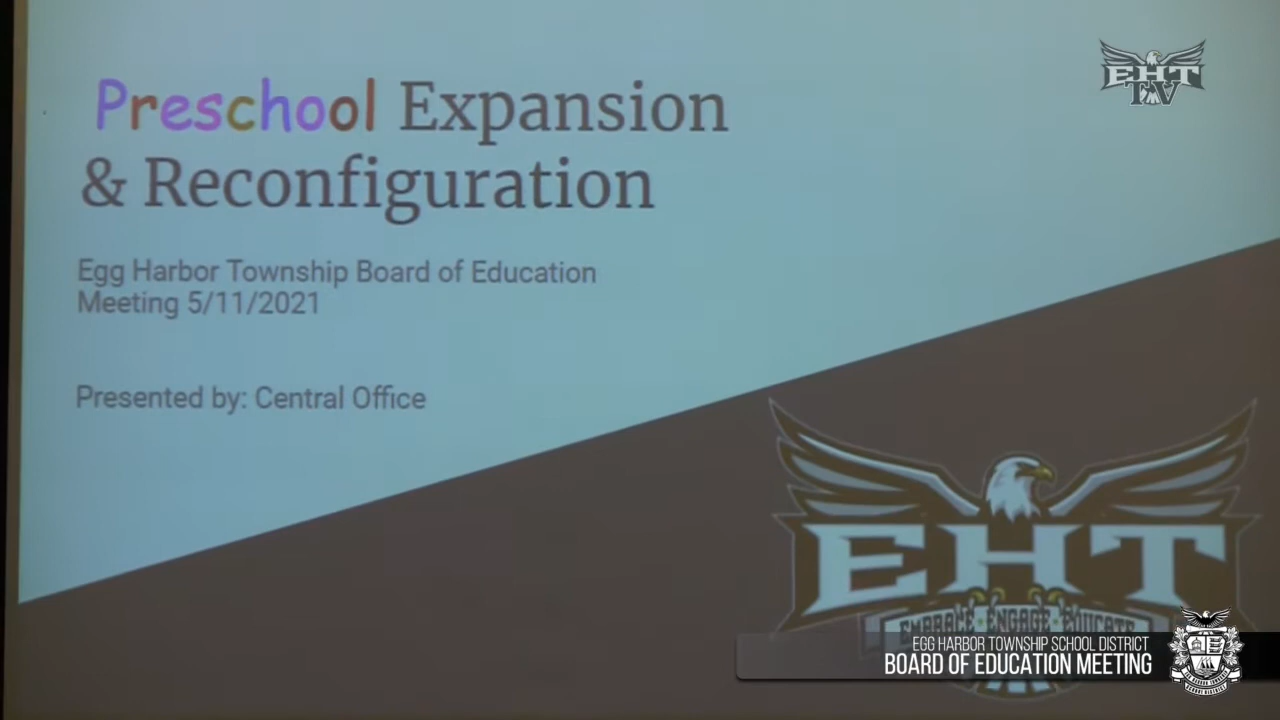 Preschool Expansion
& Reconfiguration
EHT
TV
Egg Harbor Township Board of Education
Meeting 5/11/2021
Presented by: Central Office
EHT
EMBRACE ENGAGE EDUCATE
EGG HARBOR TOWNSHIP SCHOOL DISTRICT
BOARD OF EDUCATION MEETING